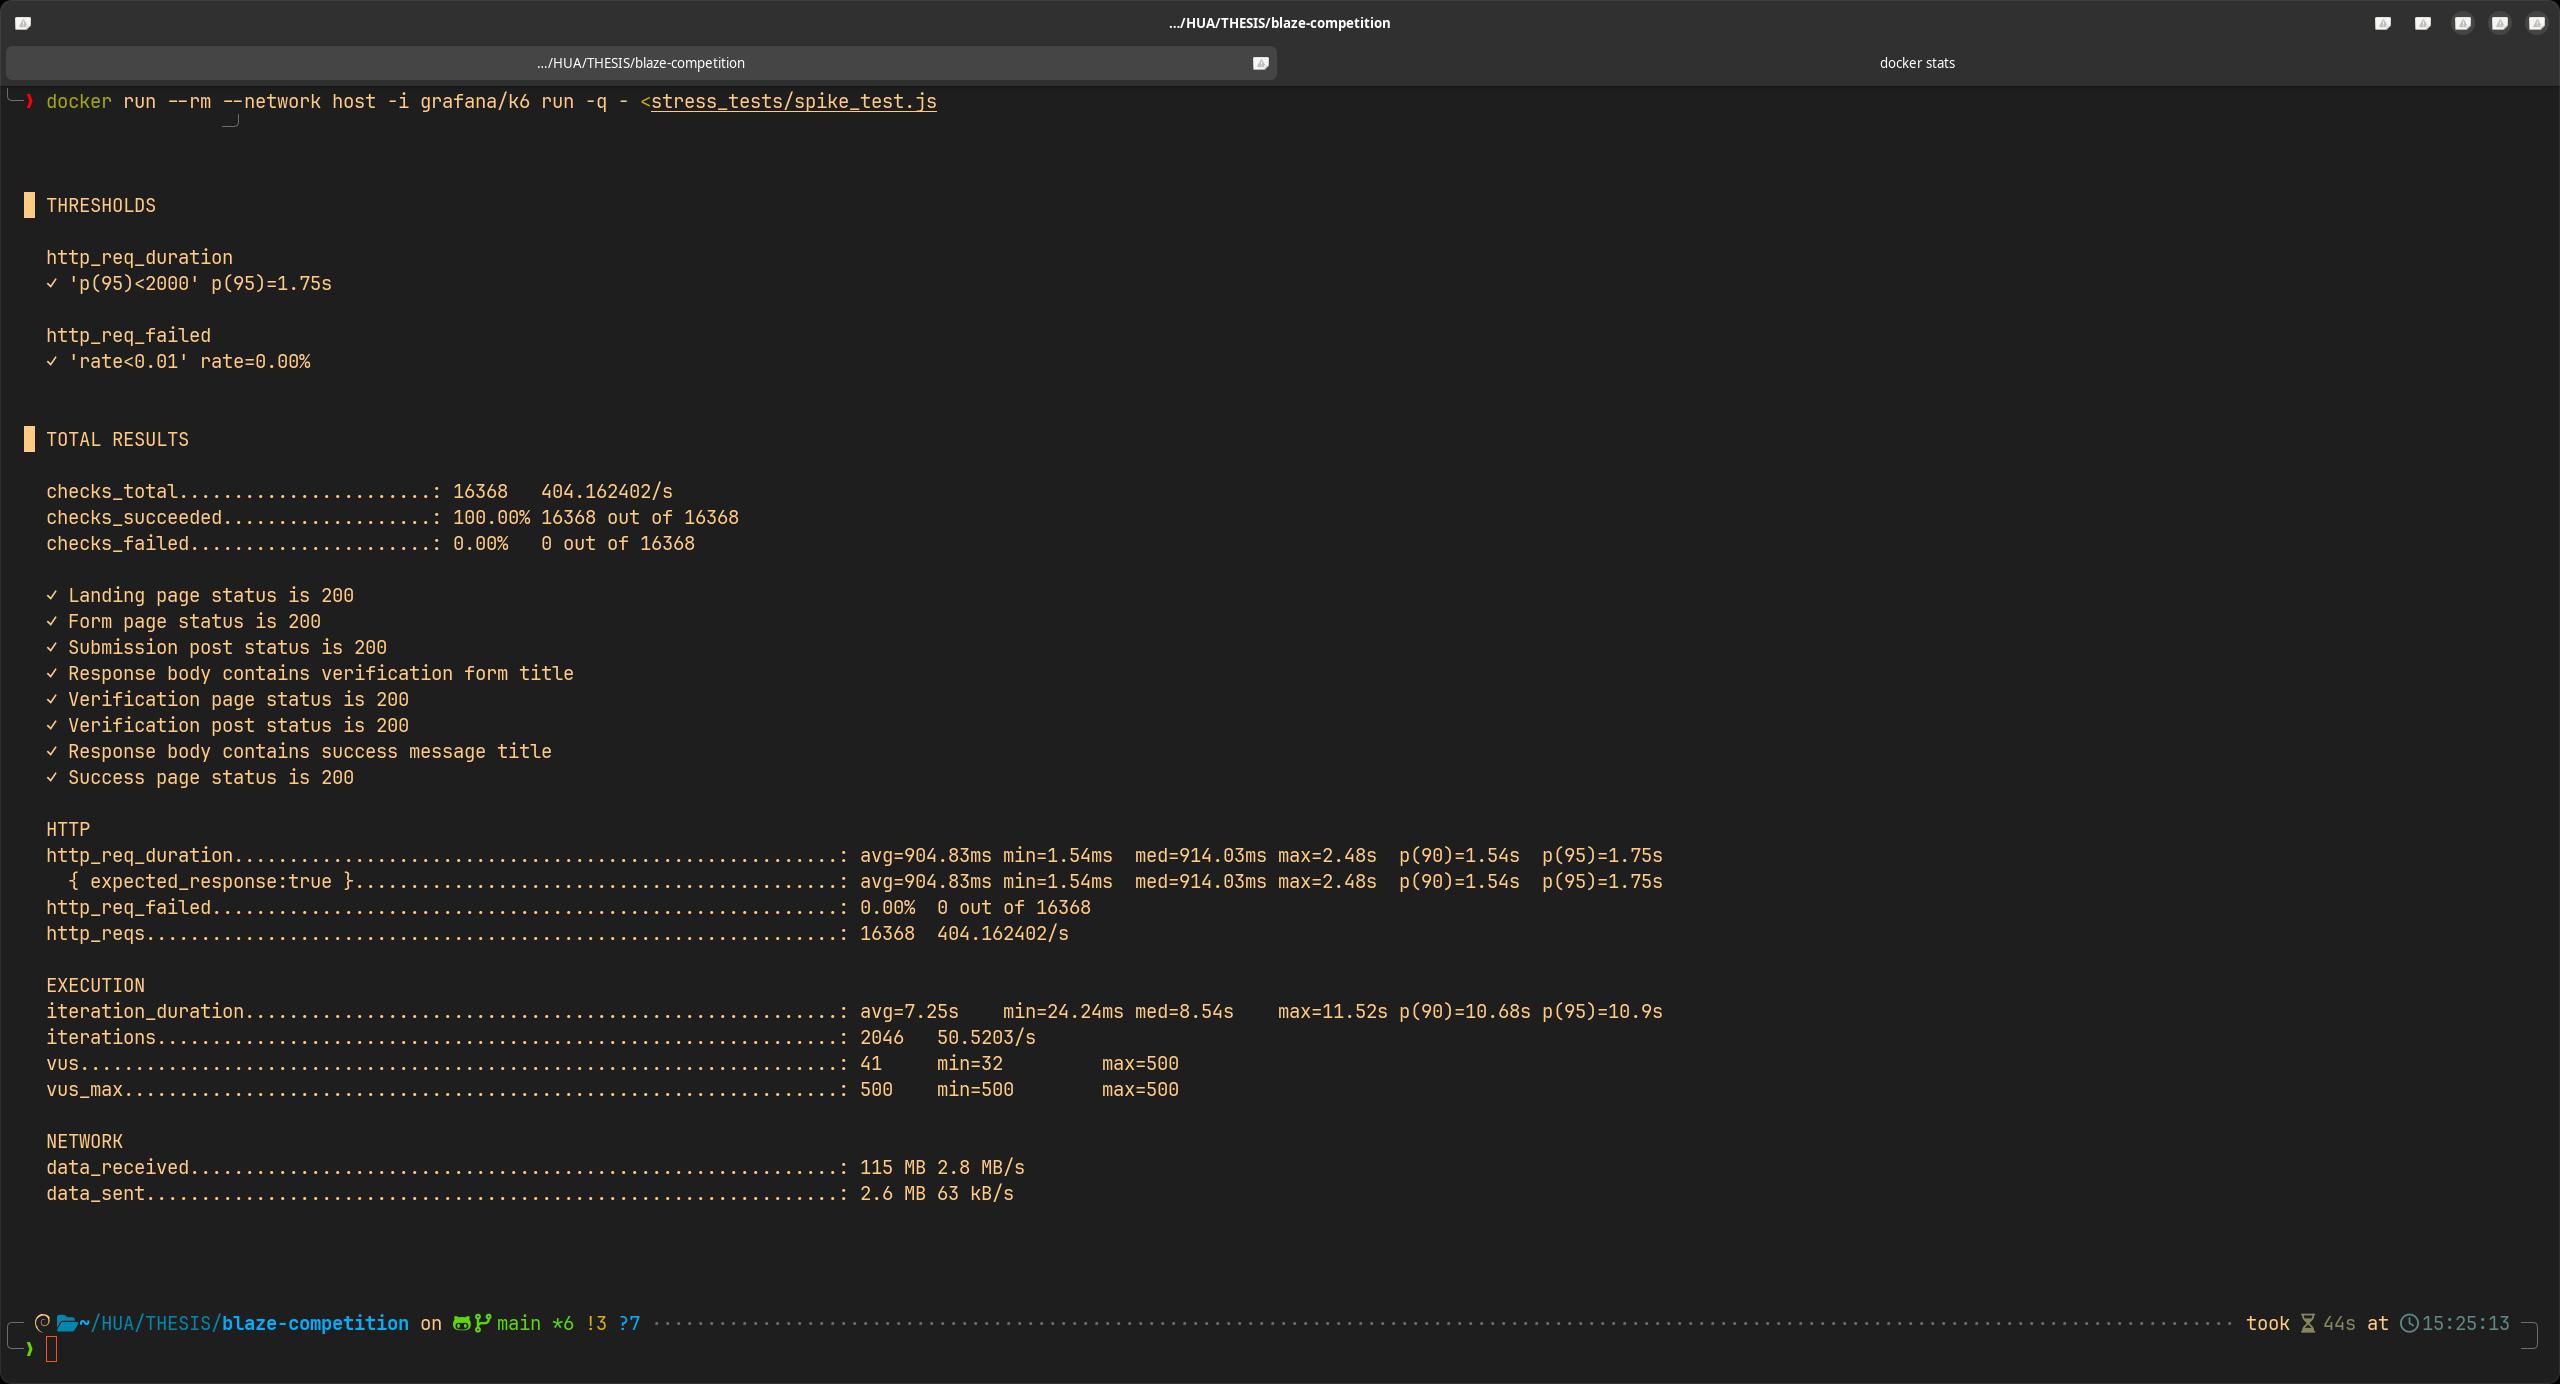 .../HUA/THESIS/blaze-competition
.../HUA/THESIS/blaze-competition
docker stats
❯ docker run --rm --network host -i grafana/k6 run -q - <stress_tests/spike_test.js
█ THRESHOLDS
http_req_duration
✓ 'p(95)<2000' p(95)=1.75s
http_req_failed
✓ 'rate<0.01' rate=0.00%
█ TOTAL RESULTS
checks_total.......................: 16368   404.162402/s
checks_succeeded...................: 100.00% 16368 out of 16368
checks_failed......................: 0.00%   0 out of 16368
✓ Landing page status is 200
✓ Form page status is 200
✓ Submission post status is 200
✓ Response body contains verification form title
✓ Verification page status is 200
✓ Verification post status is 200
✓ Response body contains success message title
✓ Success page status is 200
HTTP
http_req_duration.......................................................: avg=904.83ms min=1.54ms  med=914.03ms max=2.48s  p(90)=1.54s  p(95)=1.75s
{ expected_response:true }............................................: avg=904.83ms min=1.54ms  med=914.03ms max=2.48s  p(90)=1.54s  p(95)=1.75s
http_req_failed.........................................................: 0.00%  0 out of 16368
http_reqs...............................................................: 16368  404.162402/s
EXECUTION
iteration_duration......................................................: avg=7.25s    min=24.24ms med=8.54s    max=11.52s p(90)=10.68s p(95)=10.9s
iterations..............................................................: 2046   50.5203/s
vus.....................................................................: 41     min=32         max=500
vus_max.................................................................: 500    min=500        max=500
NETWORK
data_received...........................................................: 115 MB 2.8 MB/s
data_sent...............................................................: 2.6 MB 63 kB/s
~/HUA/THESIS/blaze-competition on main *6 !3 ?7 took 44s at 15:25:13
❯